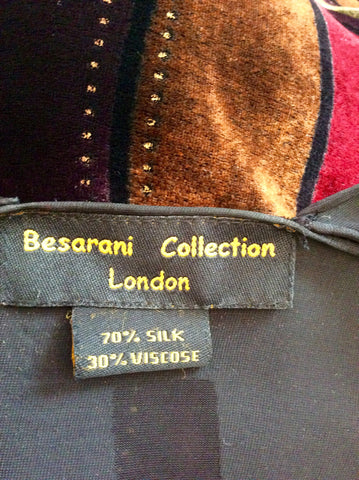 Besarani Collection
London
70% SILK
30% VISCOSE